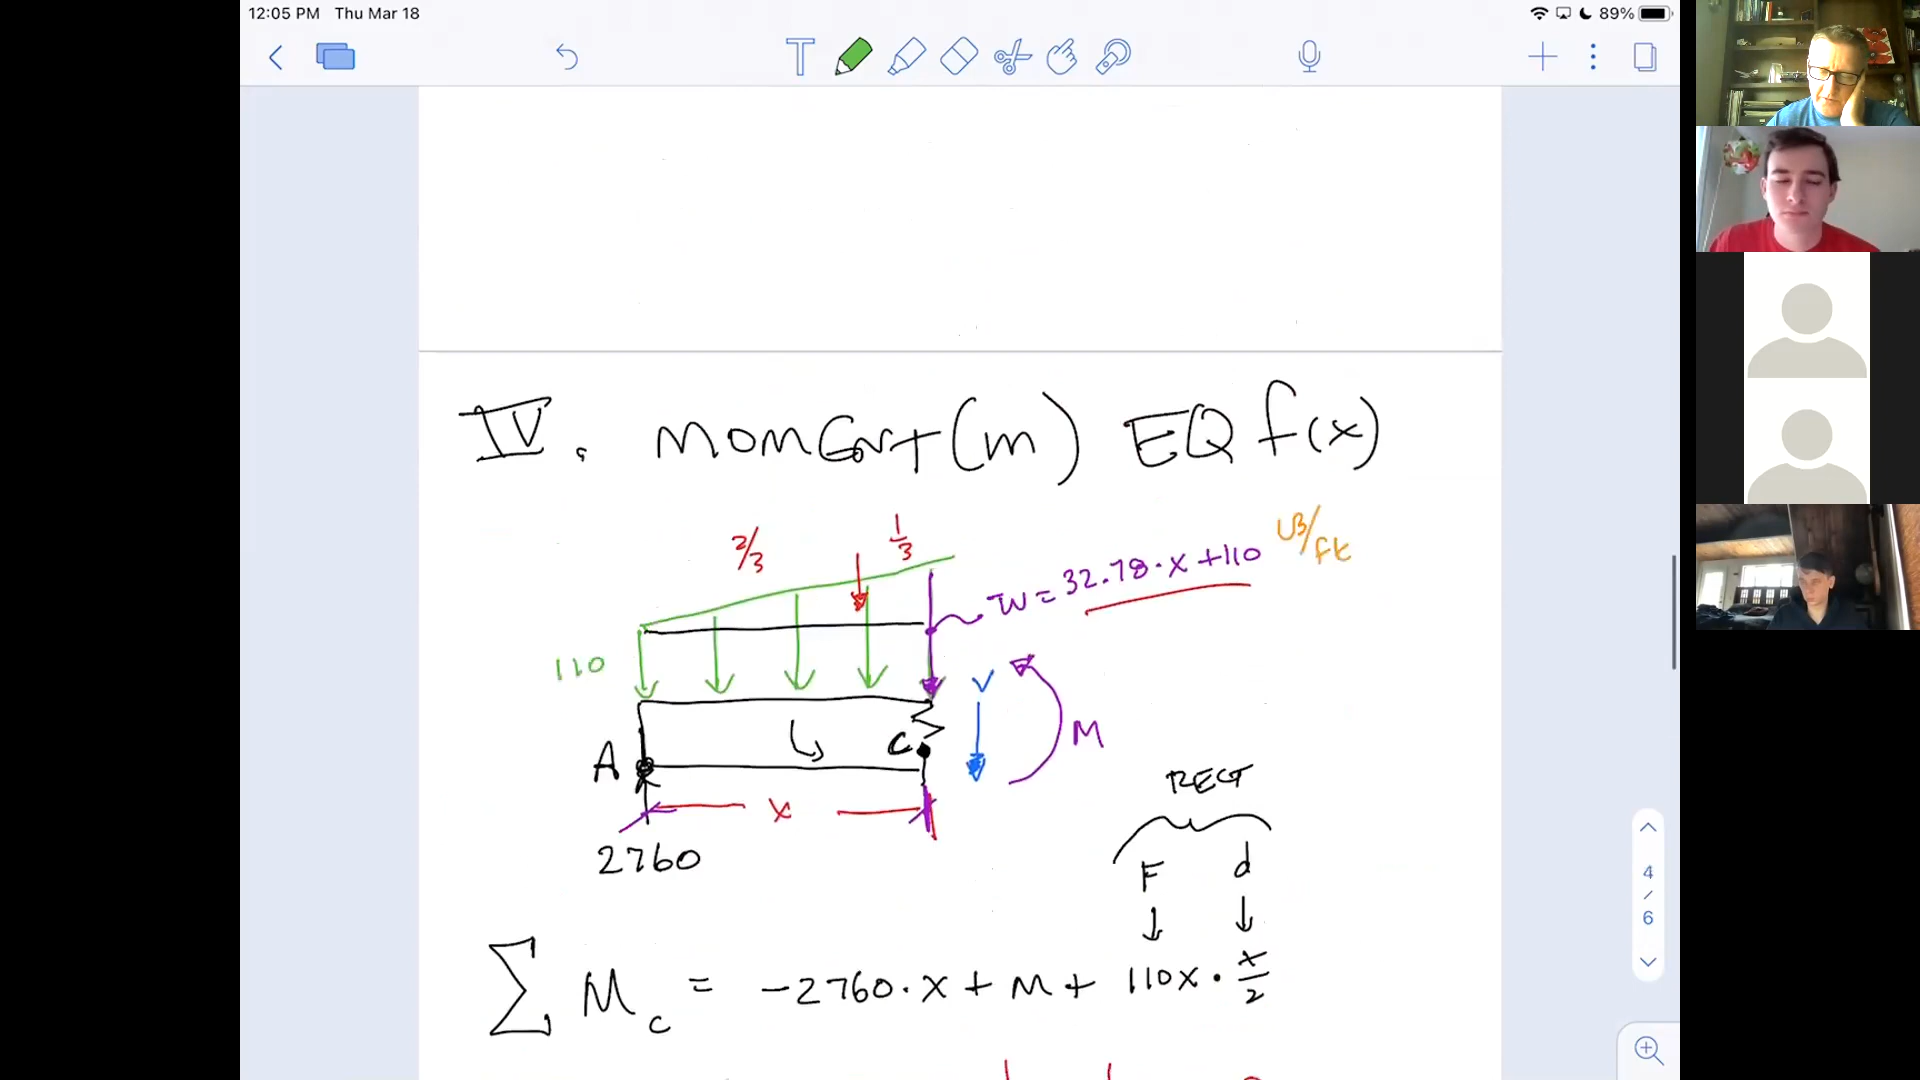 12:05 PM Thu Mar 18
89%
T
IV. MOMENT (m) EQ f(x)
2/3
1/3
W = 32.78·x + 110 LB/ft
110
V
M
A
C
x
2760
RECT
F d
∑ M_c = -2760·x + M + 110x · x/2
4
/
6